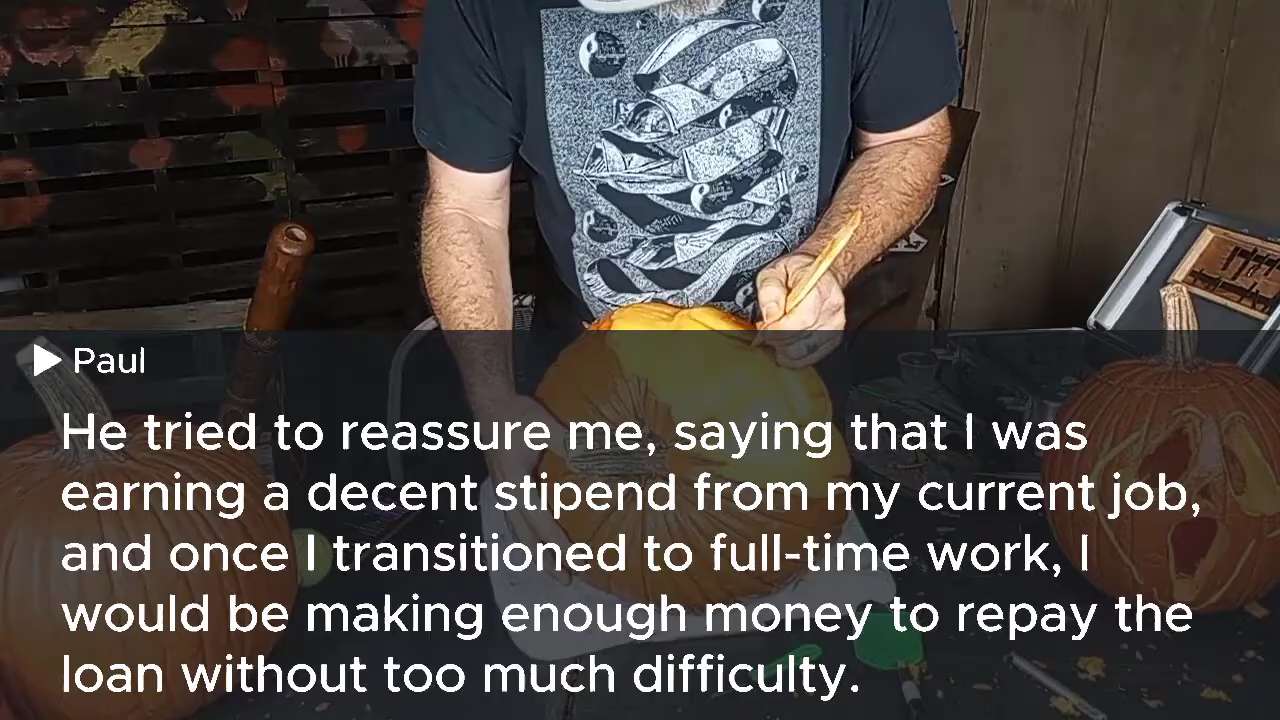 Paul
He tried to reassure me, saying that I was
earning a decent stipend from my current job,
and once I transitioned to full-time work, I
would be making enough money to repay the
loan without too much difficulty.